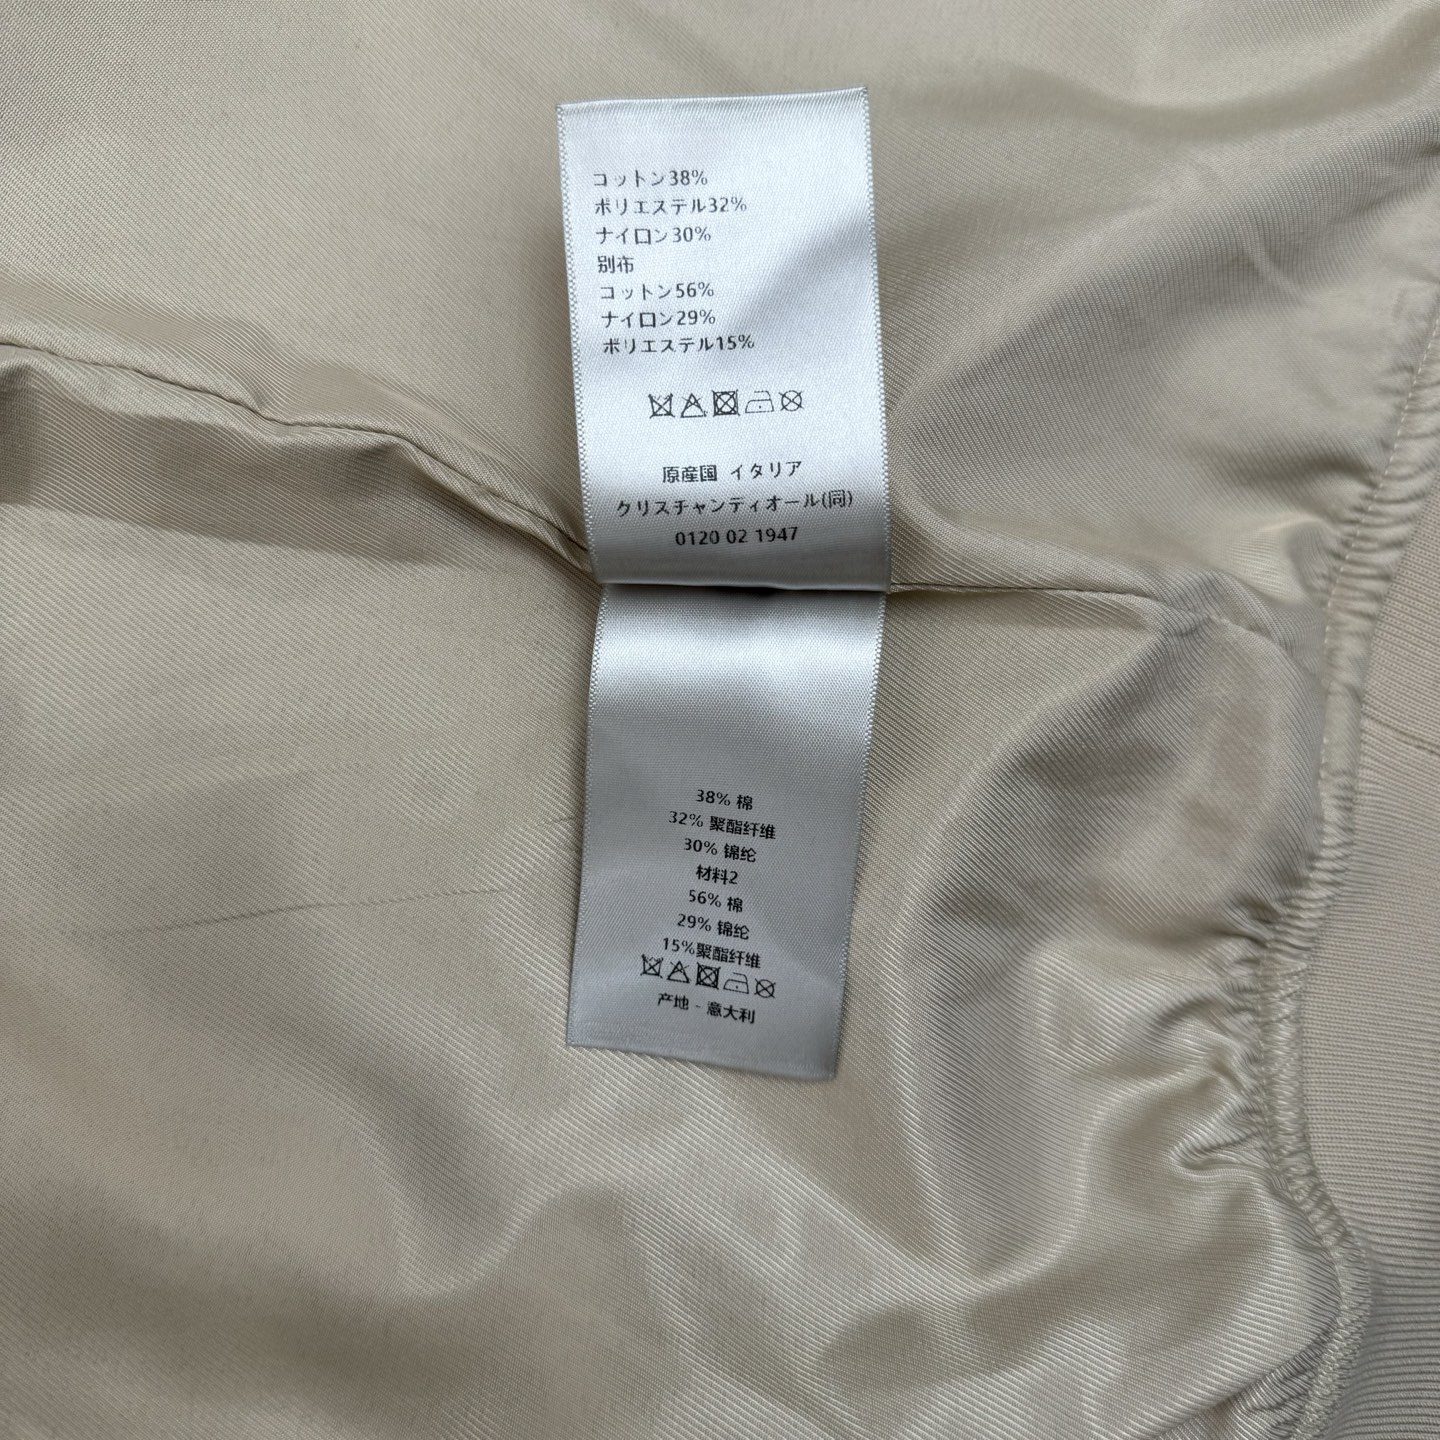 コットン38%
ポリエステル32%
ナイロン30%
別布
コットン56%
ナイロン29%
ポリエステル15%
原産国 イタリア
クリスチャンディオール(同)
0120 02 1947
38% 棉
32% 聚酯纤维
30% 锦纶
材料2
56% 棉
29% 锦纶
15%聚酯纤维
产地 - 意大利